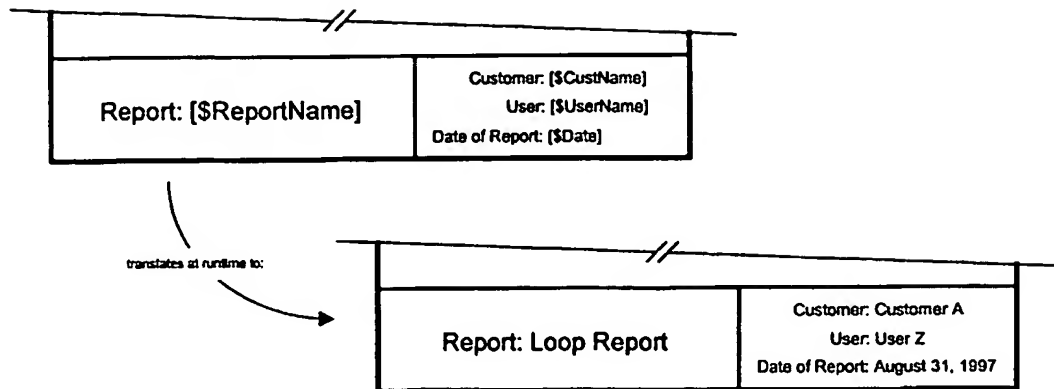 Report: [$ReportName]
Customer: [$CustName]
User: [$UserName]
Date of Report: [$Date]
translates at runtime to:
Report: Loop Report
Customer: Customer A
User: User Z
Date of Report: August 31, 1997